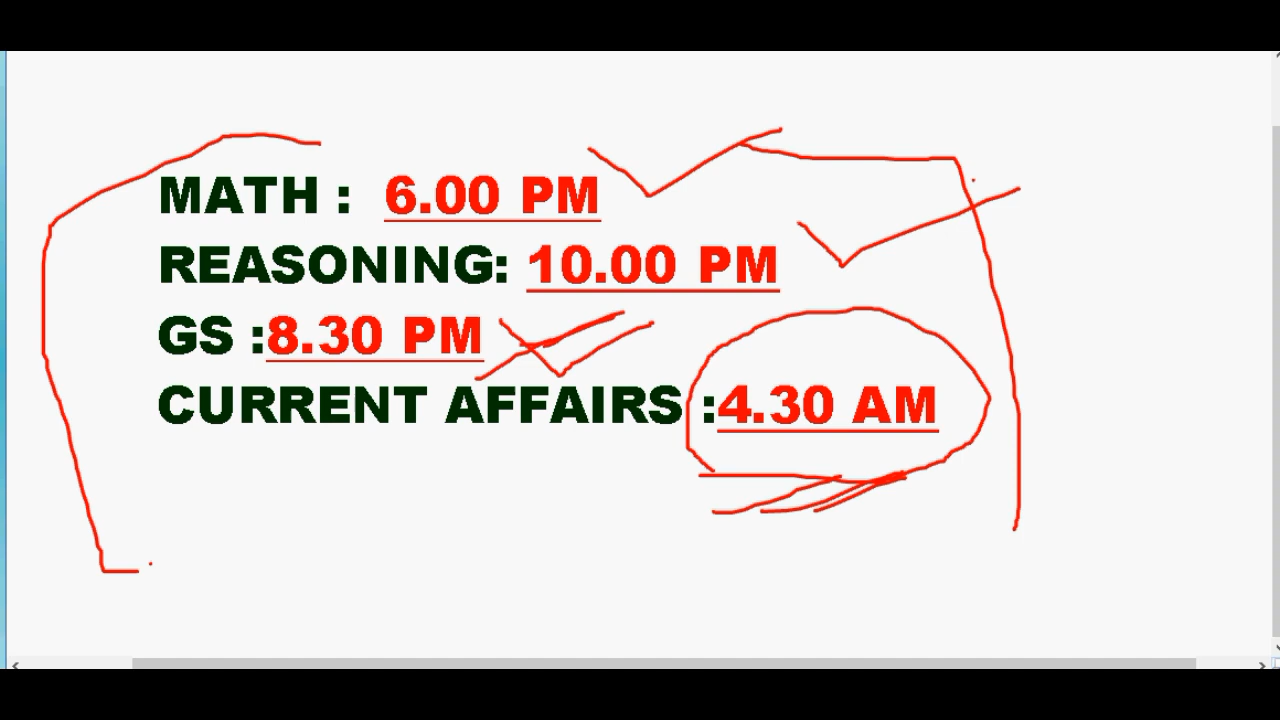 MATH : 6.00 PM
REASONING: 10.00 PM
GS :8.30 PM
CURRENT AFFAIRS :4.30 AM